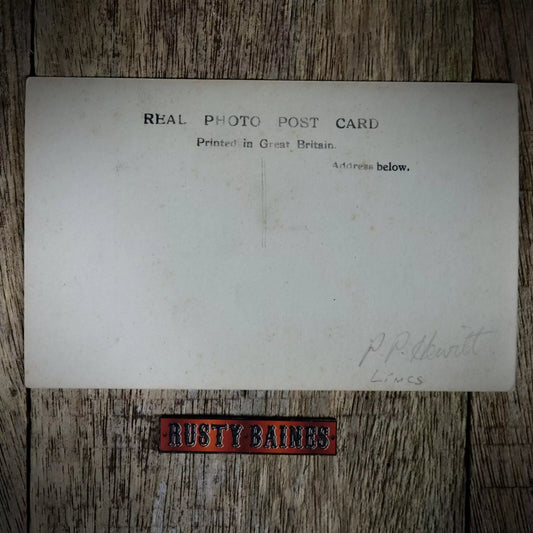 REAL PHOTO POST CARD
Printed in Great Britain.
Address below.
P. P. Hewitt
Lincs
RUSTY BAINES